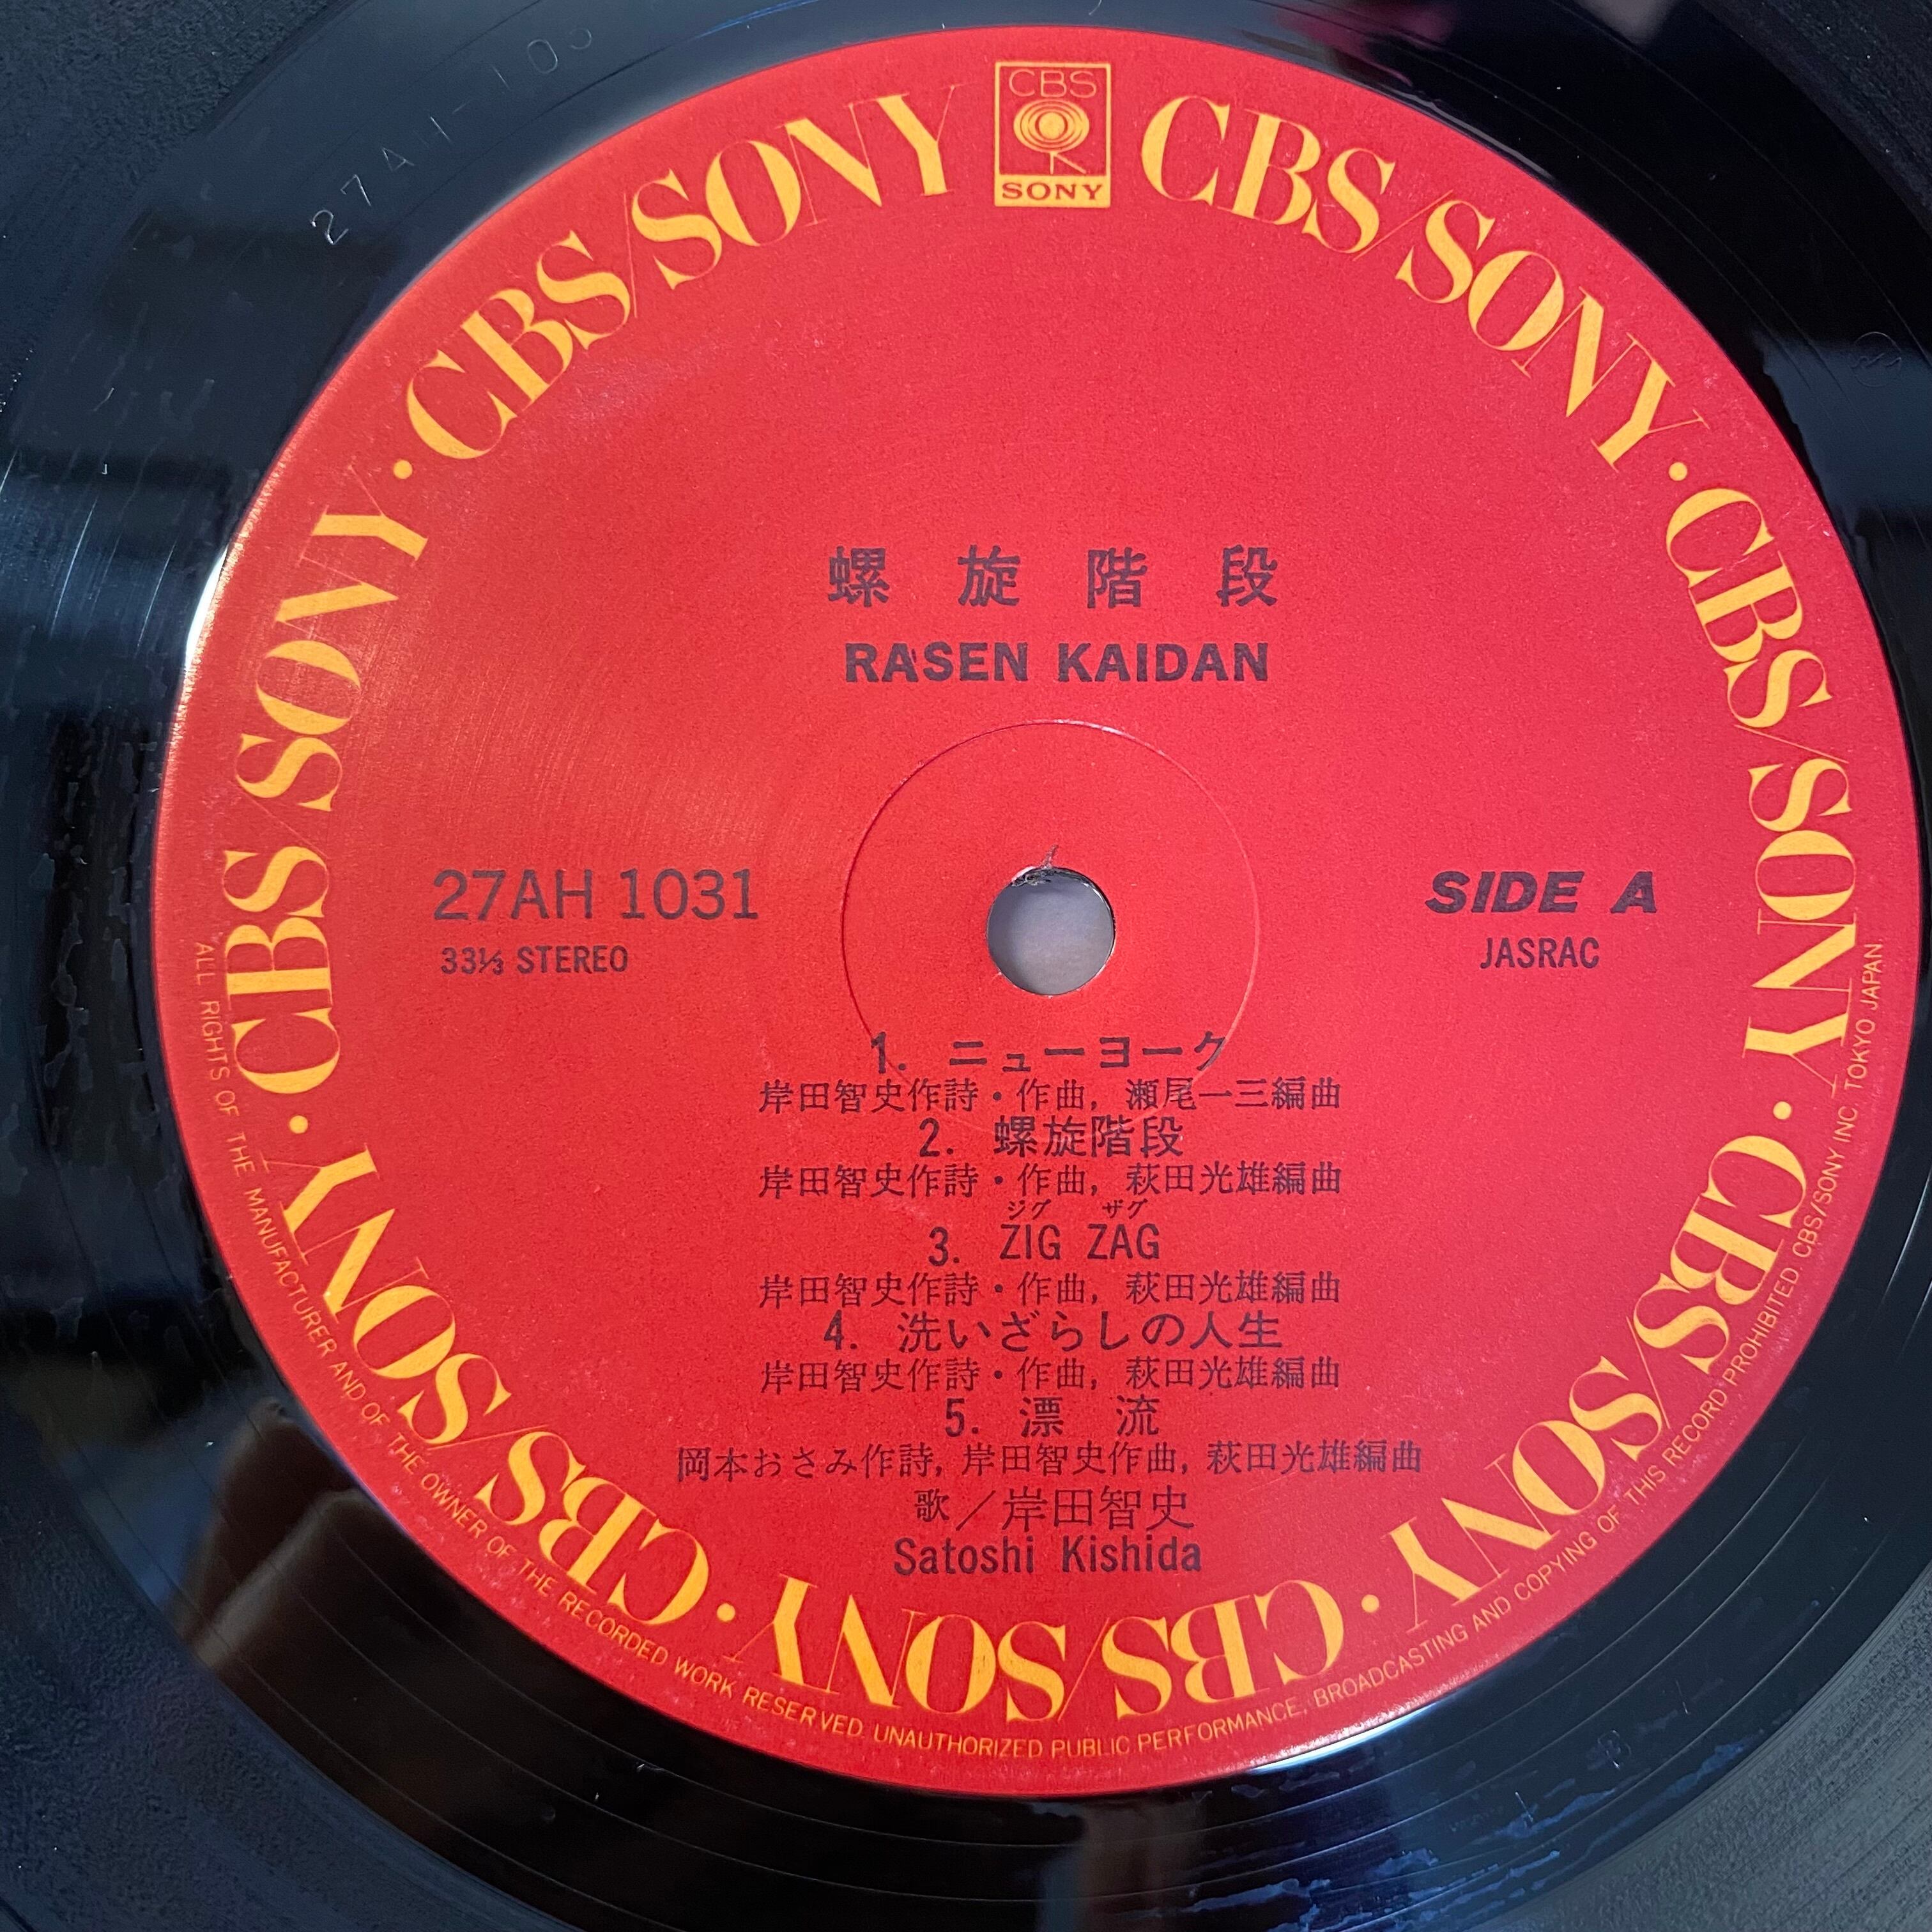 27AH-103
CBS
SONY
CBS/SONY · CBS/SONY · CBS/SONY · CBS/SONY · CBS/SONY · CBS/SONY · CBS/SONY
螺旋階段
RASEN KAIDAN
27AH 1031
33⅓ STEREO
SIDE A
JASRAC
1. ニューヨーク
岸田智史作詩・作曲, 瀬尾一三編曲
2. 螺旋階段
岸田智史作詩・作曲, 萩田光雄編曲
ジグ ザグ
3. ZIG ZAG
岸田智史作詩・作曲, 萩田光雄編曲
4. 洗いざらしの人生
岸田智史作詩・作曲, 萩田光雄編曲
5. 漂 流
岡本おさみ作詩, 岸田智史作曲, 萩田光雄編曲
歌／岸田智史
Satoshi Kishida
ALL RIGHTS OF THE MANUFACTURER AND OF THE OWNER OF THE RECORDED WORK RESERVED. UNAUTHORIZED PUBLIC PERFORMANCE, BROADCASTING AND COPYING OF THIS RECORD PROHIBITED. CBS/SONY INC. TOKYO JAPAN